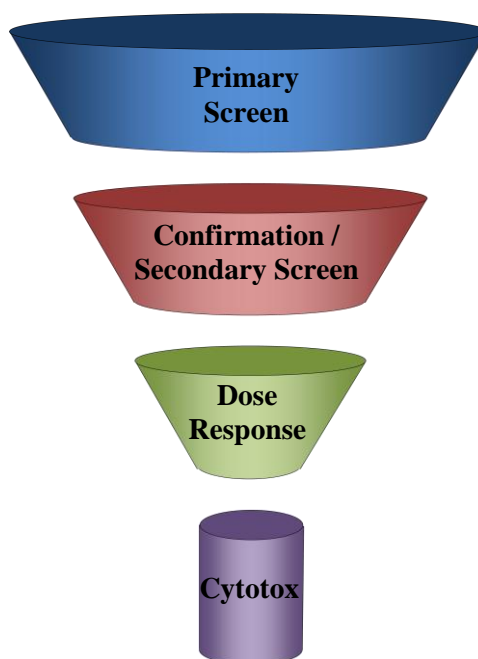 Primary
Screen
Confirmation /
Secondary Screen
Dose
Response
Cytotox